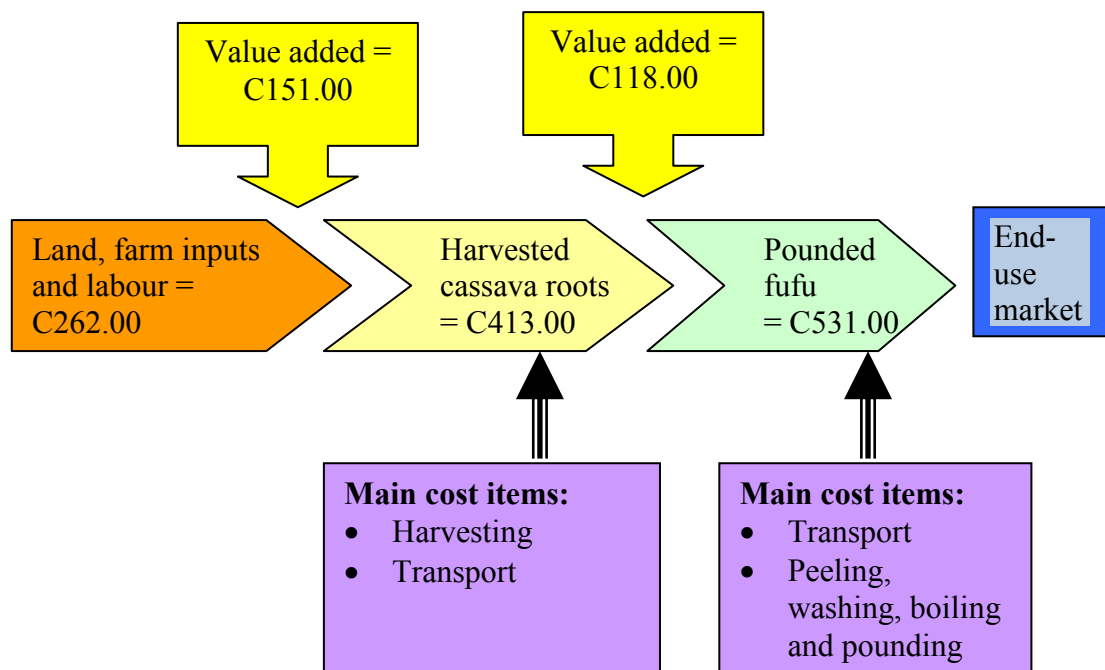 Value added =
C151.00
Value added =
C118.00
Land, farm inputs
and labour =
C262.00
Harvested
cassava roots
= C413.00
Pounded
fufu
= C531.00
End-
use
market
Main cost items:
• Harvesting
• Transport
Main cost items:
• Transport
• Peeling,
washing, boiling
and pounding